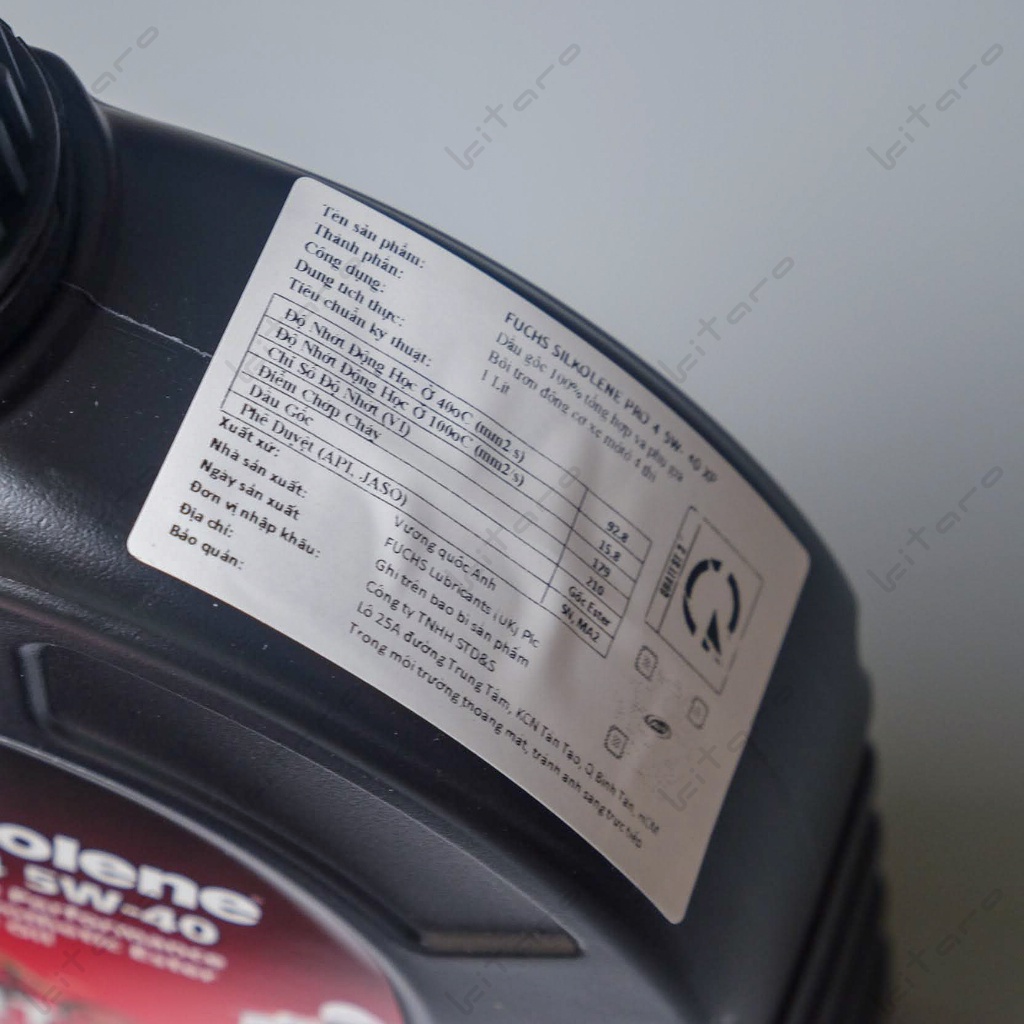 Tên sản phẩm: FUCHS SILKOLENE PRO 4 5W- 40 XP
Thành phần: Dầu gốc 100% tổng hợp và phụ gia
Công dụng: Bôi trơn động cơ xe môtô 4 thì
Dung tích thực: 1 Lít
Tiêu chuẩn kỹ thuật:
Độ Nhớt Động Học Ở 40oC (mm2/s) 92.8
Độ Nhớt Động Học Ở 100oC (mm2/s) 15.8
Chỉ Số Độ Nhớt (VI) 179
Điểm Chớp Cháy 210
Dầu Gốc Gốc Ester
Phê Duyệt (API, JASO) SN, MA2
Xuất xứ: Vương quốc Anh
Nhà sản xuất: FUCHS Lubricants (UK) Plc
Ngày sản xuất Ghi trên bao bì sản phẩm
Đơn vị nhập khẩu: Công ty TNHH STD&S
Địa chỉ: Lô 25A đường Trung Tâm, KCN Tân Tạo, Q Bình Tân, HCM
Bảo quản: Trong môi trường thoáng mát, tránh ánh sáng trực tiếp
olene
5W-40
Performance
Ester
Kitaro